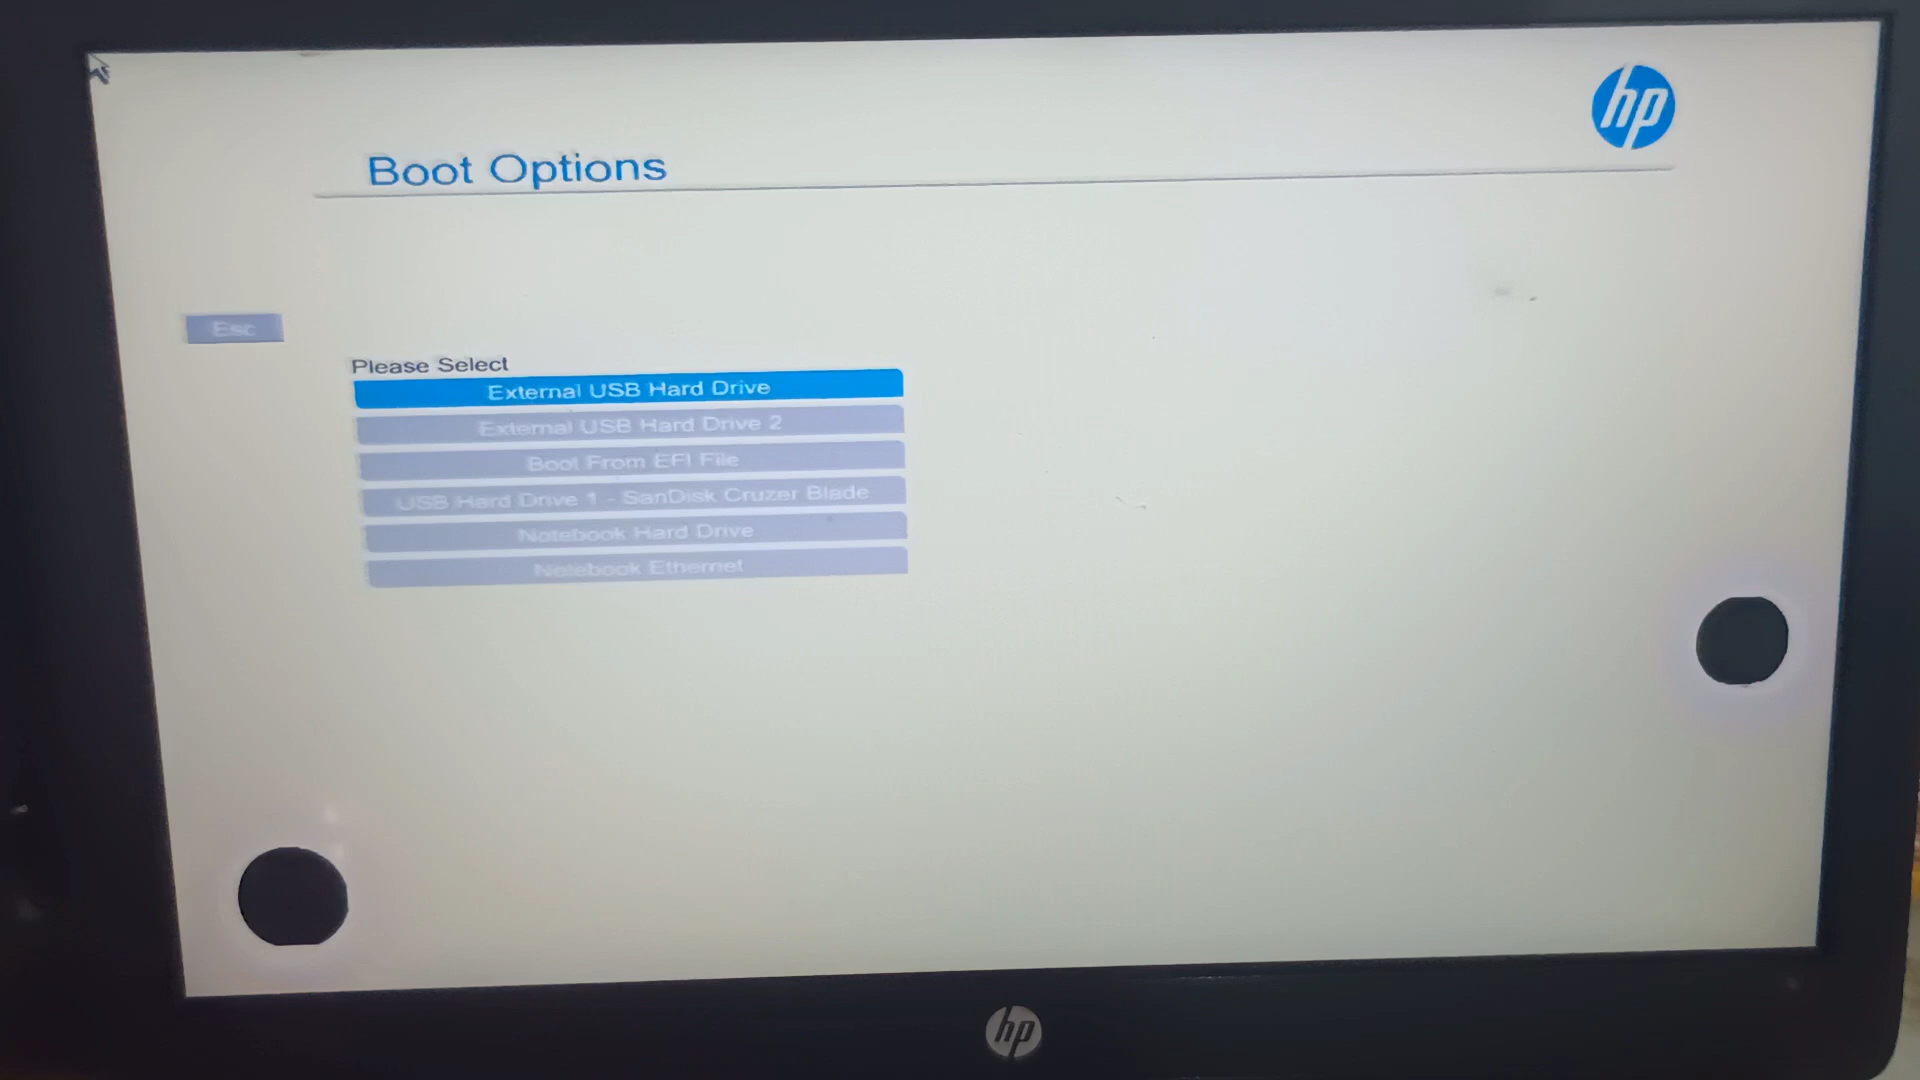 hp
Boot Options
Esc
Please Select
External USB Hard Drive
External USB Hard Drive 2
Boot From EFI File
USB Hard Drive 1 - SanDisk Cruzer Blade
Notebook Hard Drive
Notebook Ethernet
hp